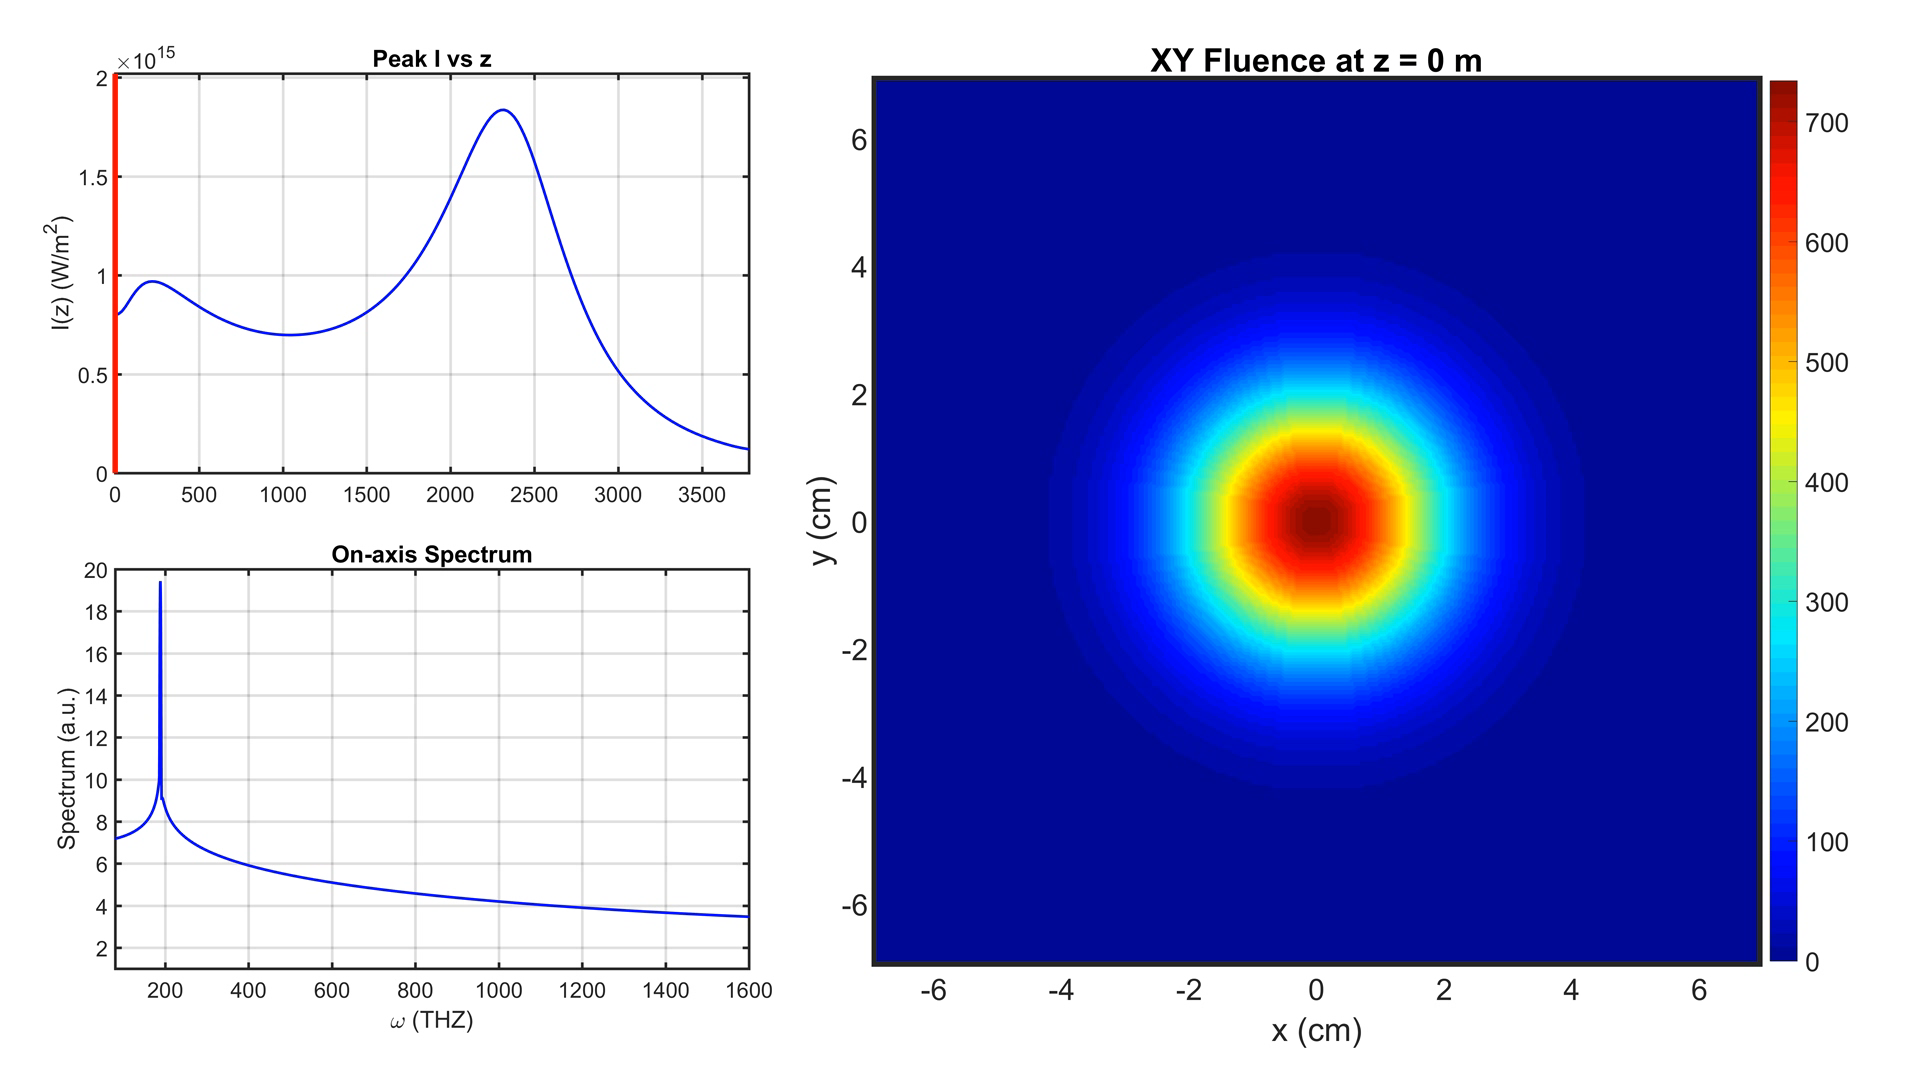 Peak I vs z
×10^15
2
1.5
1
0.5
0
I(z) (W/m^2)
0 500 1000 1500 2000 2500 3000 3500
On-axis Spectrum
20
18
16
14
12
10
8
6
4
2
Spectrum (a.u.)
200 400 600 800 1000 1200 1400 1600
ω (THZ)
XY Fluence at z = 0 m
6
4
2
0
-2
-4
-6
y (cm)
-6 -4 -2 0 2 4 6
x (cm)
700
600
500
400
300
200
100
0